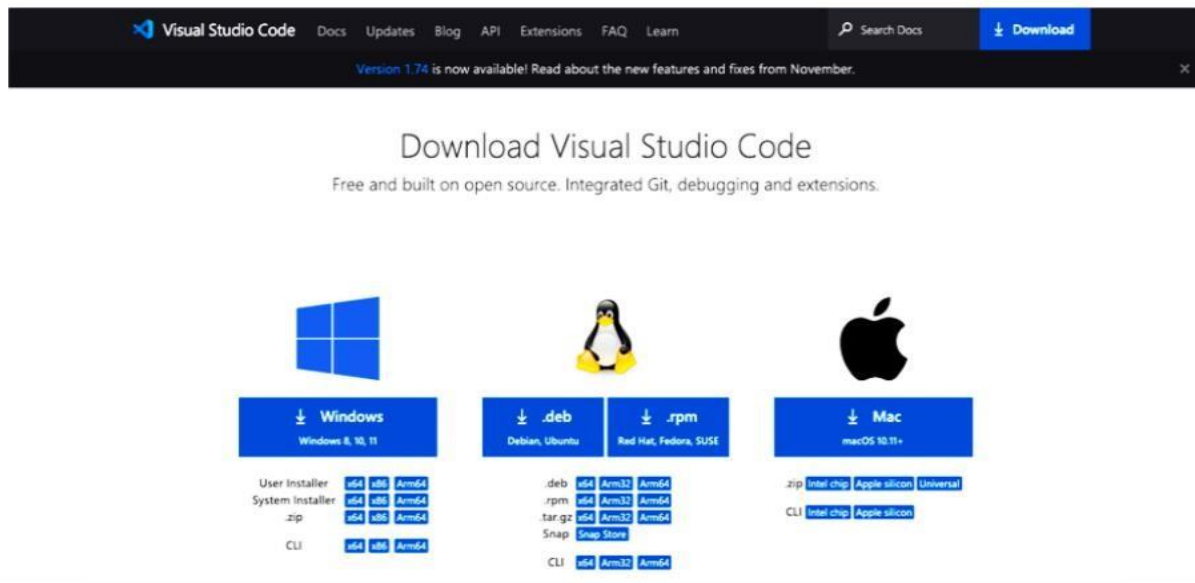 Visual Studio Code Docs Updates Blog API Extensions FAQ Learn Search Docs Download
Version 1.74 is now available! Read about the new features and fixes from November.
Download Visual Studio Code
Free and built on open source. Integrated Git, debugging and extensions.
Windows
Windows 8, 10, 11
User Installer x64 x86 Arm64
System Installer x64 x86 Arm64
.zip x64 x86 Arm64
CLI x64 x86 Arm64
.deb .rpm
Debian, Ubuntu Red Hat, Fedora, SUSE
.deb x64 Arm32 Arm64
.rpm x64 Arm32 Arm64
.tar.gz x64 Arm32 Arm64
Snap Snap Store
CLI x64 Arm32 Arm64
Mac
macOS 10.11+
.zip Intel chip Apple silicon Universal
CLI Intel chip Apple silicon